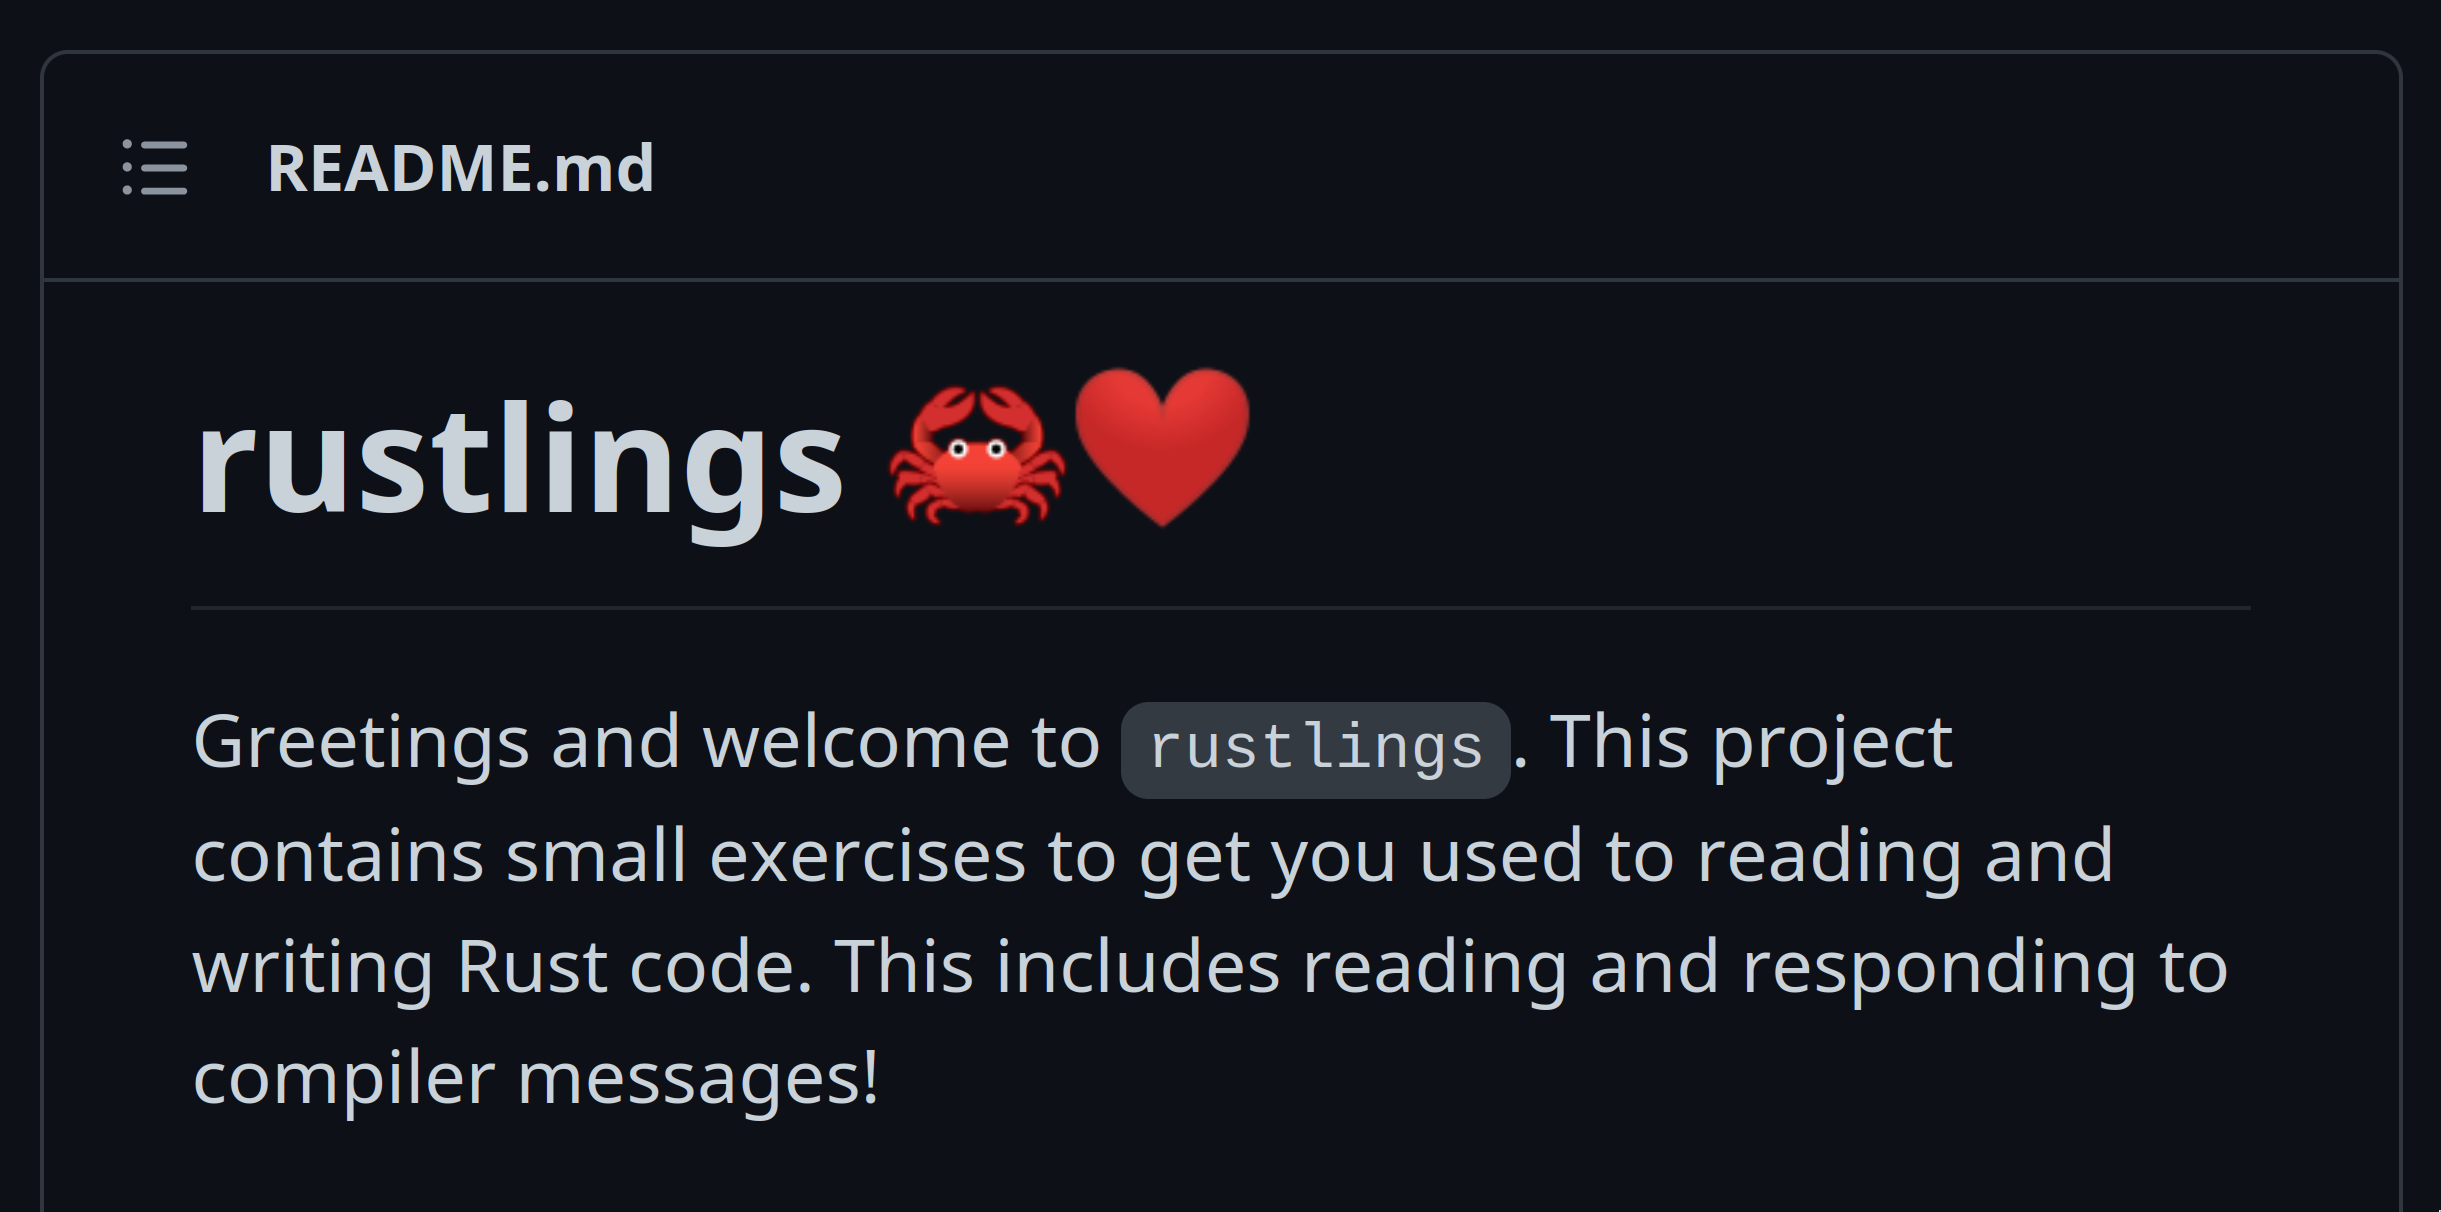 README.md
rustlings 🦀❤️
Greetings and welcome to rustlings. This project
contains small exercises to get you used to reading and
writing Rust code. This includes reading and responding to
compiler messages!